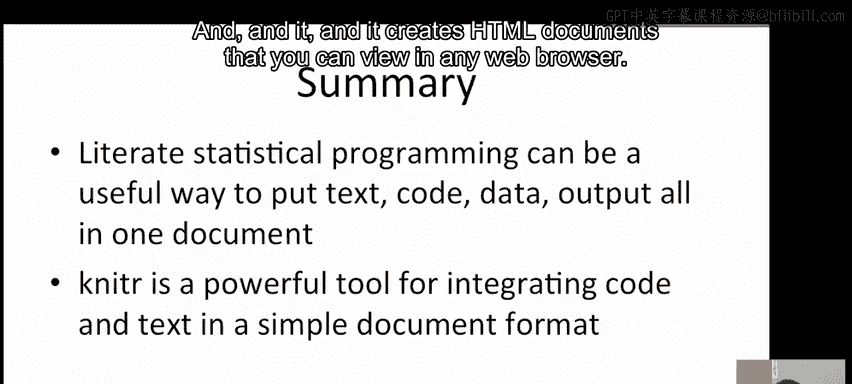 GPT中英字幕课程资源@bilibili.com
And, and it, and it creates HTML documents
that you can view in any web browser.
Summary
• Literate statistical programming can be a
useful way to put text, code, data, output all
in one document
• knitr is a powerful tool for integrating code
and text in a simple document format